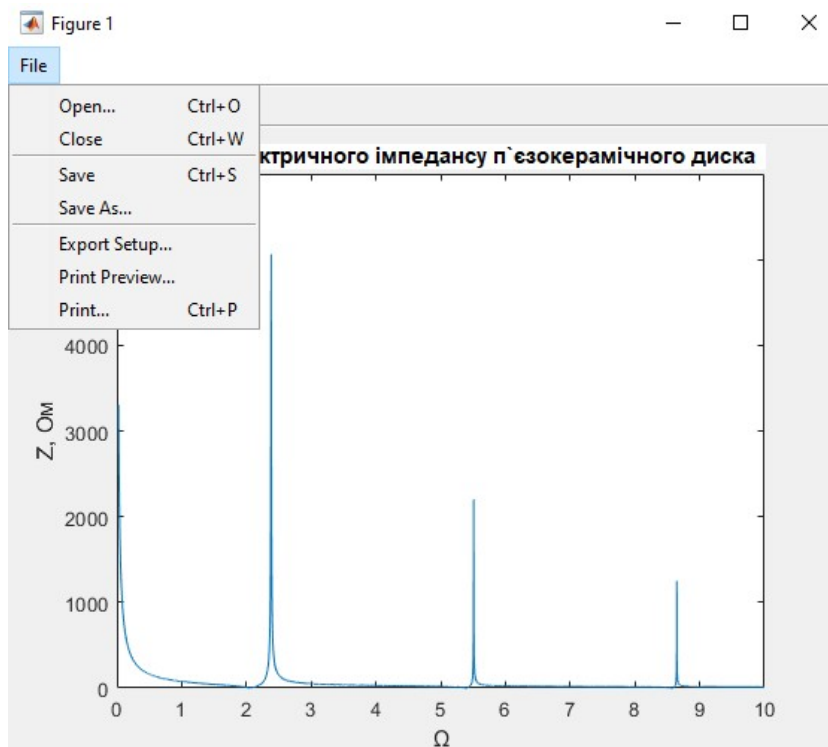 Figure 1
File
Open... Ctrl+O
Close Ctrl+W
Save Ctrl+S
Save As...
Export Setup...
Print Preview...
Print... Ctrl+P
ктричного імпедансу п`єзокерамічного диска
4000
3000
2000
1000
0
Z, Ом
0 1 2 3 4 5 6 7 8 9 10
Ω